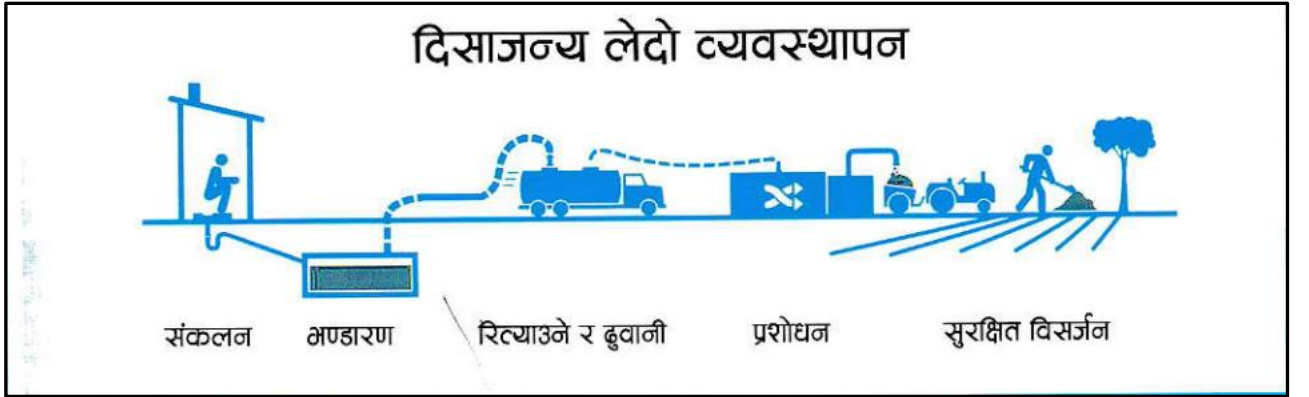 दिसाजन्य लेदो व्यवस्थापन
संकलन भण्डारण रित्याउने र ढुवानी प्रशोधन सुरक्षित विसर्जन